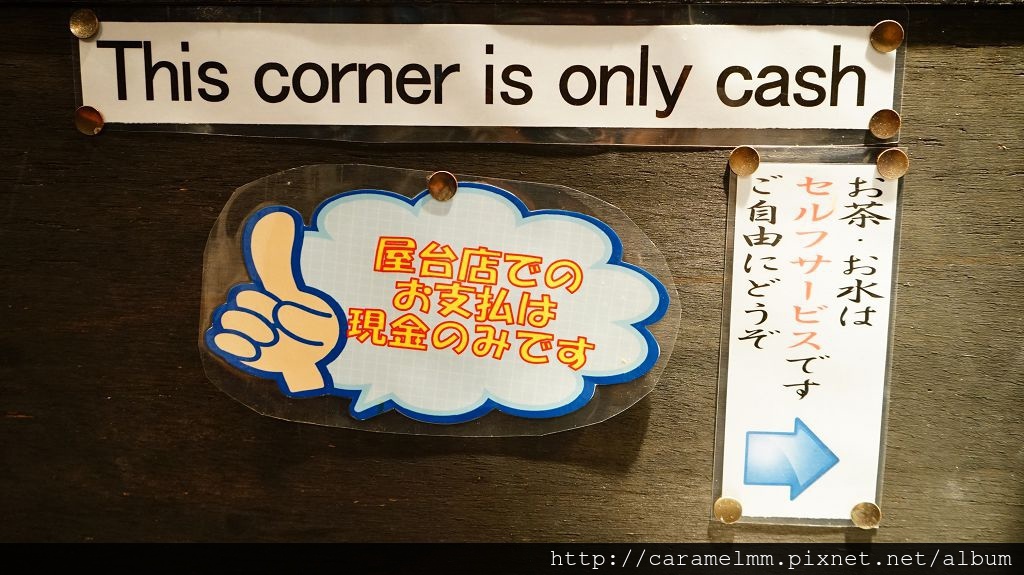 This corner is only cash
屋台店での
お支払は
現金のみです
お茶・お水は
セルフサービスです
ご自由にどうぞ
http://caramelmm.pixnet.net/album